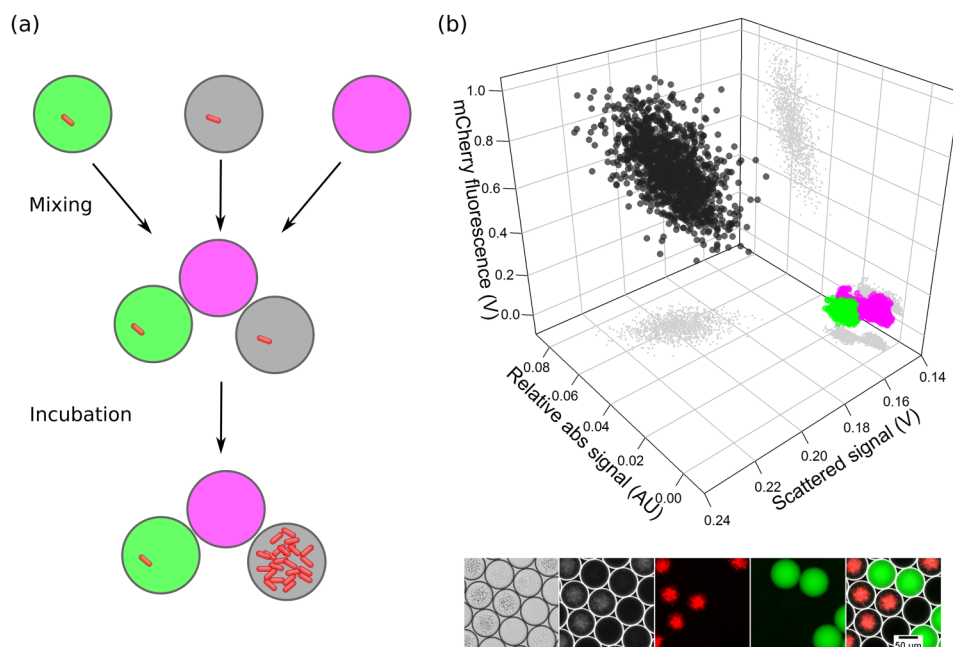 (a)
Mixing
Incubation
(b)
mCherry fluorescence (V)
1.0
0.8
0.6
0.4
0.2
0.0
0.08
0.06
0.04
0.02
0.00
Relative abs signal (AU)
0.24
0.22
0.20
0.18
0.16
0.14
Scattered signal (V)
50 µm